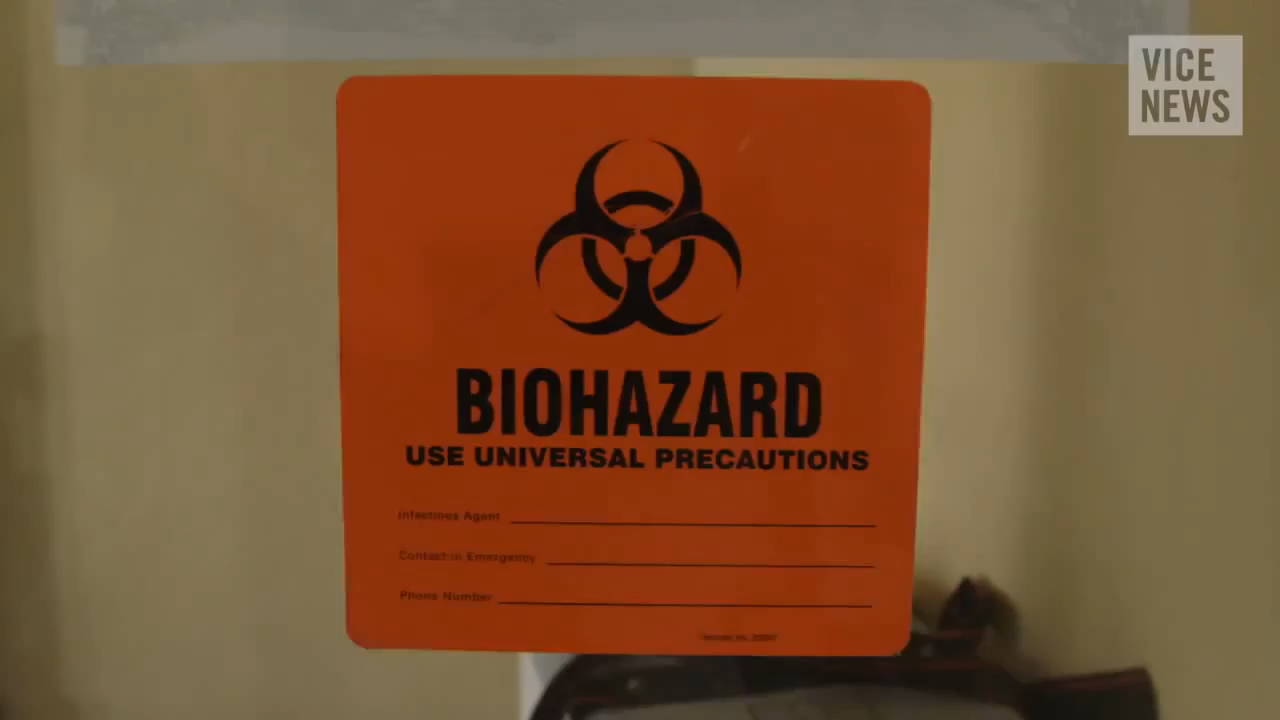 VICE
NEWS
BIOHAZARD
USE UNIVERSAL PRECAUTIONS
Infectious Agent
Contact in Emergency
Phone Number